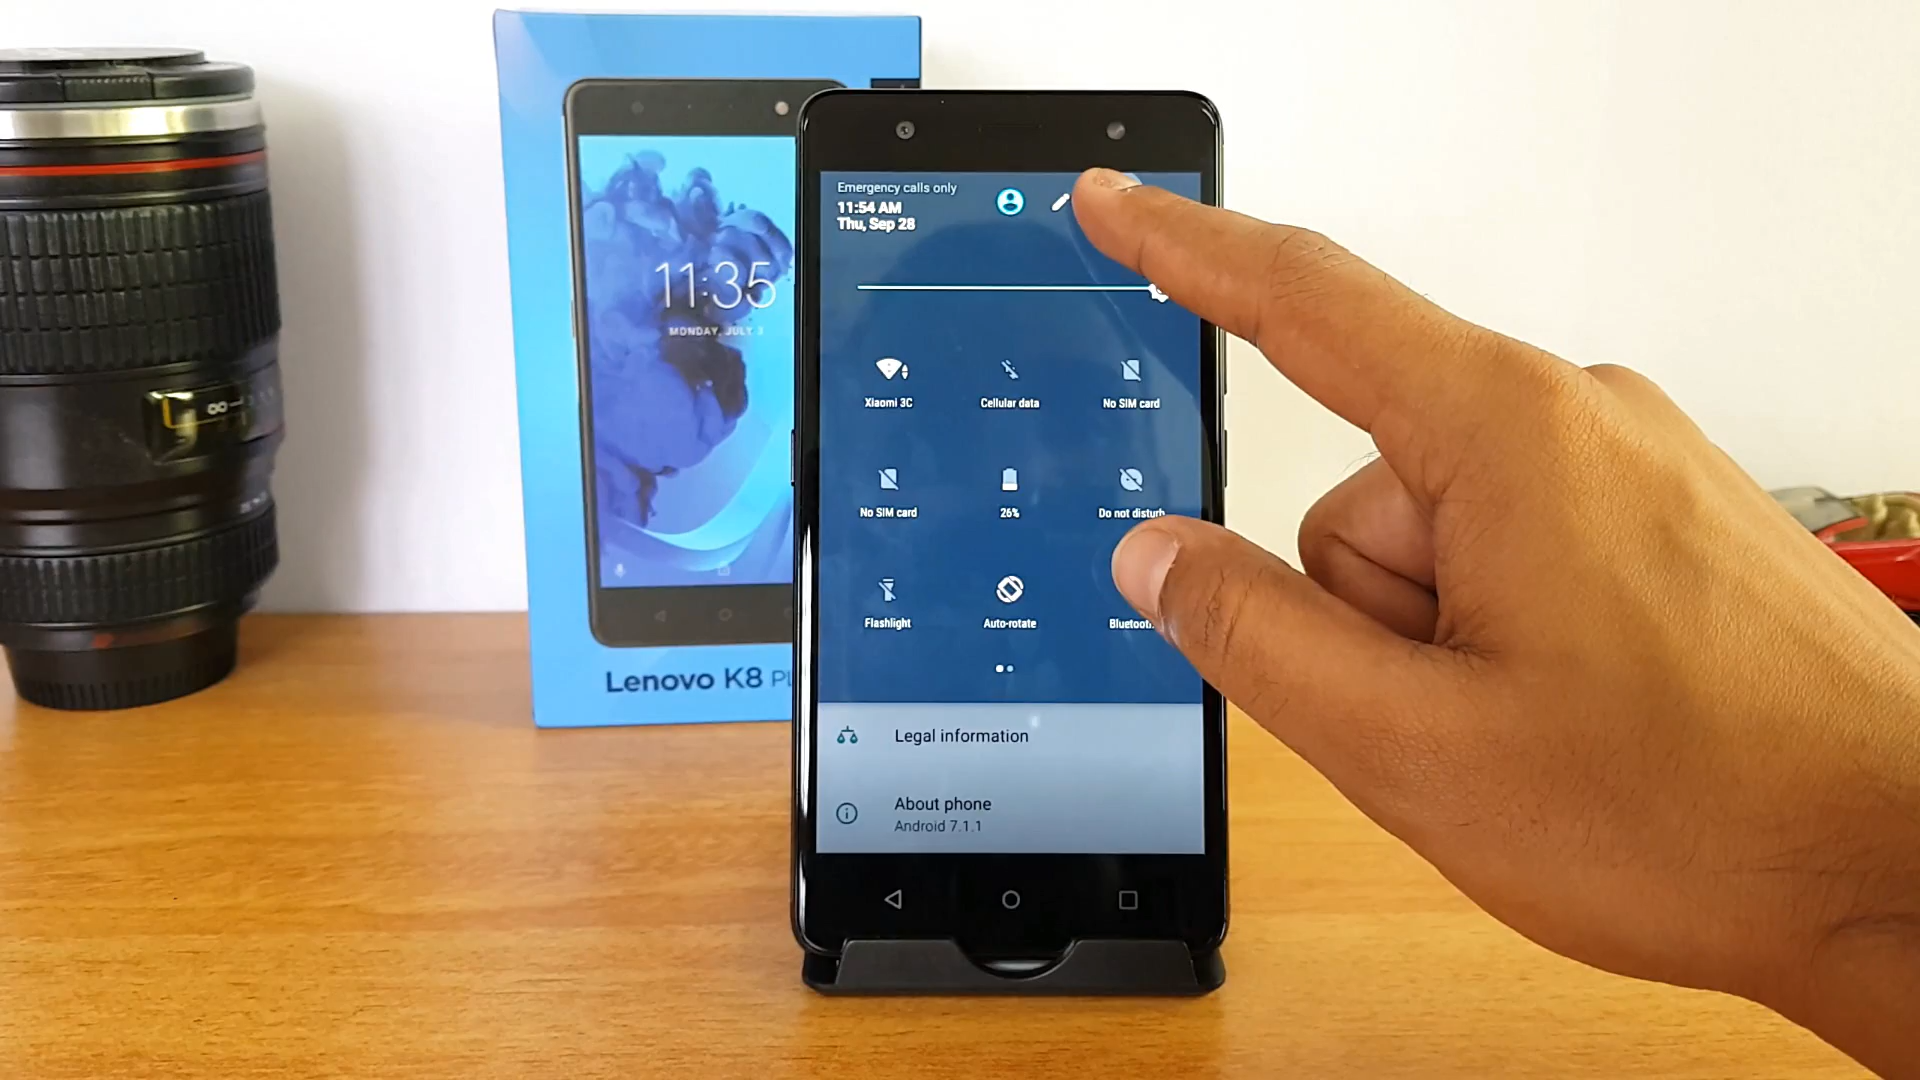 Emergency calls only
11:54 AM
Thu, Sep 28
11:35
MONDAY, JULY 3
Xiaomi 3C
Cellular data
No SIM card
No SIM card
26%
Do not disturb
Flashlight
Auto-rotate
Bluetooth
Lenovo K8
Legal information
About phone
Android 7.1.1
∞